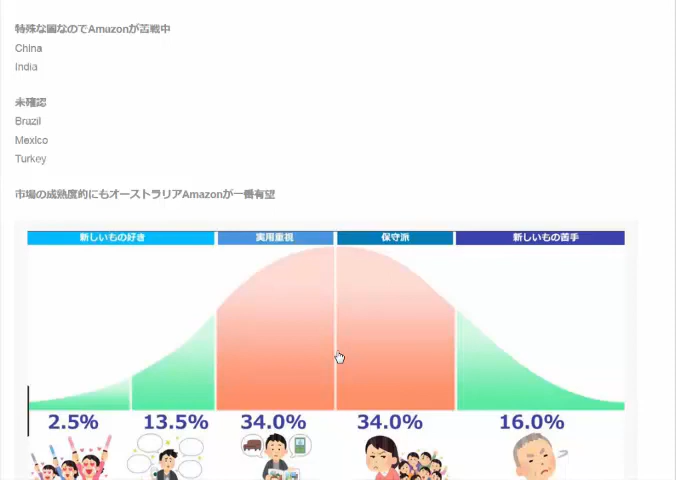 特殊な国なのでAmazonが苦戦中
China
India
未確認
Brazil
Mexico
Turkey
市場の成熟度的にもオーストラリアAmazonが一番有望
新しいもの好き 実用重視 保守派 新しいもの苦手
2.5% 13.5% 34.0% 34.0% 16.0%